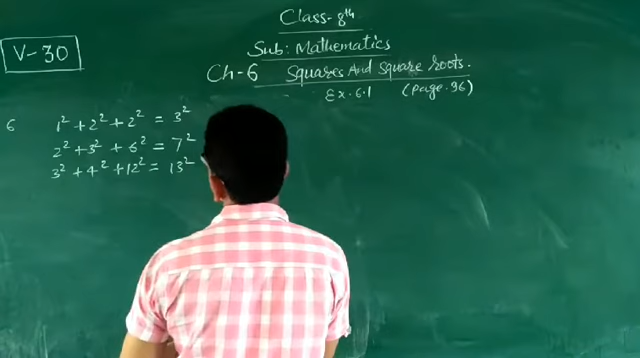 V-30
Class-8th
Sub: Mathematics
Ch-6 Squares And Square roots.
Ex.6.1 (Page.96)
6 1² + 2² + 2² = 3²
2² + 3² + 6² = 7²
3² + 4² + 12² = 13²